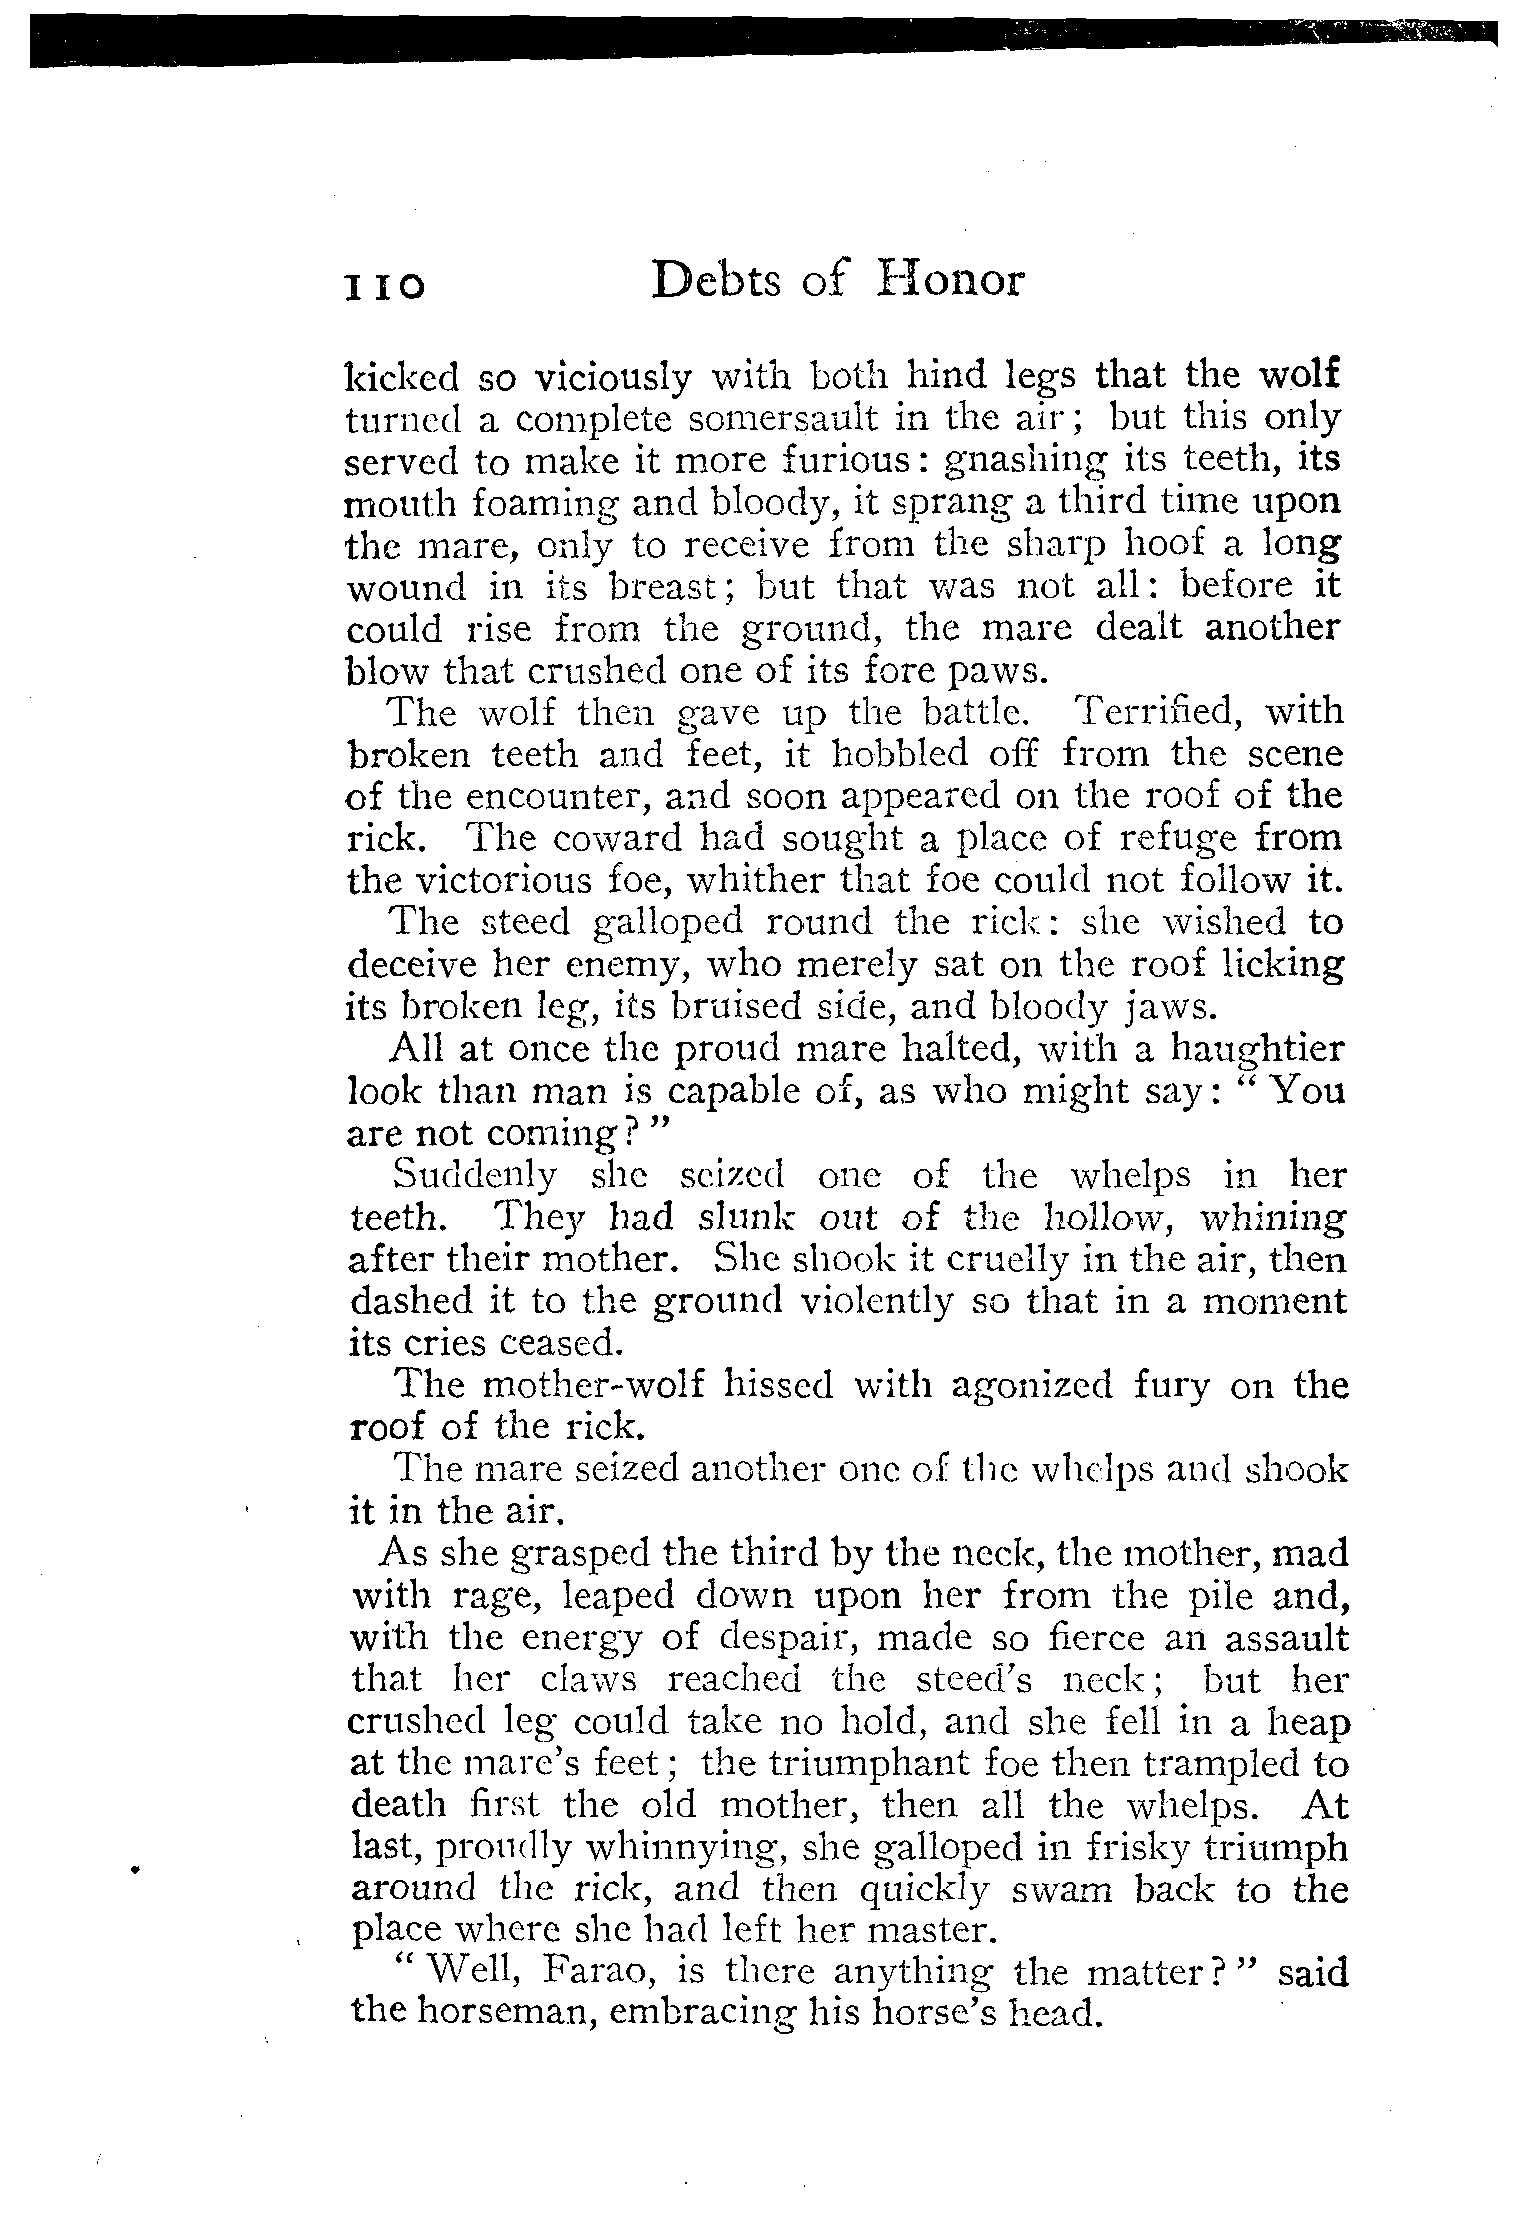 110 Debts of Honor
kicked so viciously with both hind legs that the wolf
turned a complete somersault in the air; but this only
served to make it more furious: gnashing its teeth, its
mouth foaming and bloody, it sprang a third time upon
the mare, only to receive from the sharp hoof a long
wound in its breast; but that was not all: before it
could rise from the ground, the mare dealt another
blow that crushed one of its fore paws.
The wolf then gave up the battle. Terrified, with
broken teeth and feet, it hobbled off from the scene
of the encounter, and soon appeared on the roof of the
rick. The coward had sought a place of refuge from
the victorious foe, whither that foe could not follow it.
The steed galloped round the rick: she wished to
deceive her enemy, who merely sat on the roof licking
its broken leg, its bruised side, and bloody jaws.
All at once the proud mare halted, with a haughtier
look than man is capable of, as who might say: "You
are not coming?"
Suddenly she seized one of the whelps in her
teeth. They had slunk out of the hollow, whining
after their mother. She shook it cruelly in the air, then
dashed it to the ground violently so that in a moment
its cries ceased.
The mother-wolf hissed with agonized fury on the
roof of the rick.
The mare seized another one of the whelps and shook
it in the air.
As she grasped the third by the neck, the mother, mad
with rage, leaped down upon her from the pile and,
with the energy of despair, made so fierce an assault
that her claws reached the steed's neck; but her
crushed leg could take no hold, and she fell in a heap
at the mare's feet; the triumphant foe then trampled to
death first the old mother, then all the whelps. At
last, proudly whinnying, she galloped in frisky triumph
around the rick, and then quickly swam back to the
place where she had left her master.
"Well, Farao, is there anything the matter?" said
the horseman, embracing his horse's head.